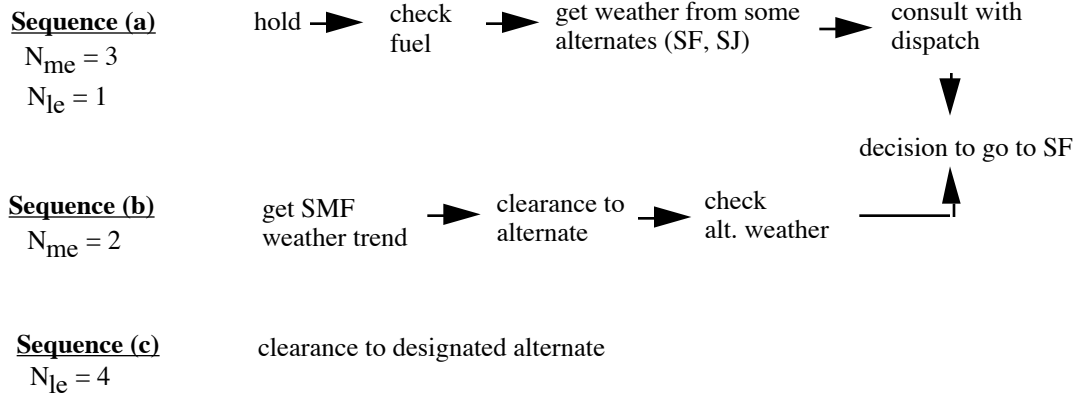 Sequence (a)
N_me = 3
N_le = 1
hold
check
fuel
get weather from some
alternates (SF, SJ)
consult with
dispatch
decision to go to SF
Sequence (b)
N_me = 2
get SMF
weather trend
clearance to
alternate
check
alt. weather
Sequence (c)
N_le = 4
clearance to designated alternate